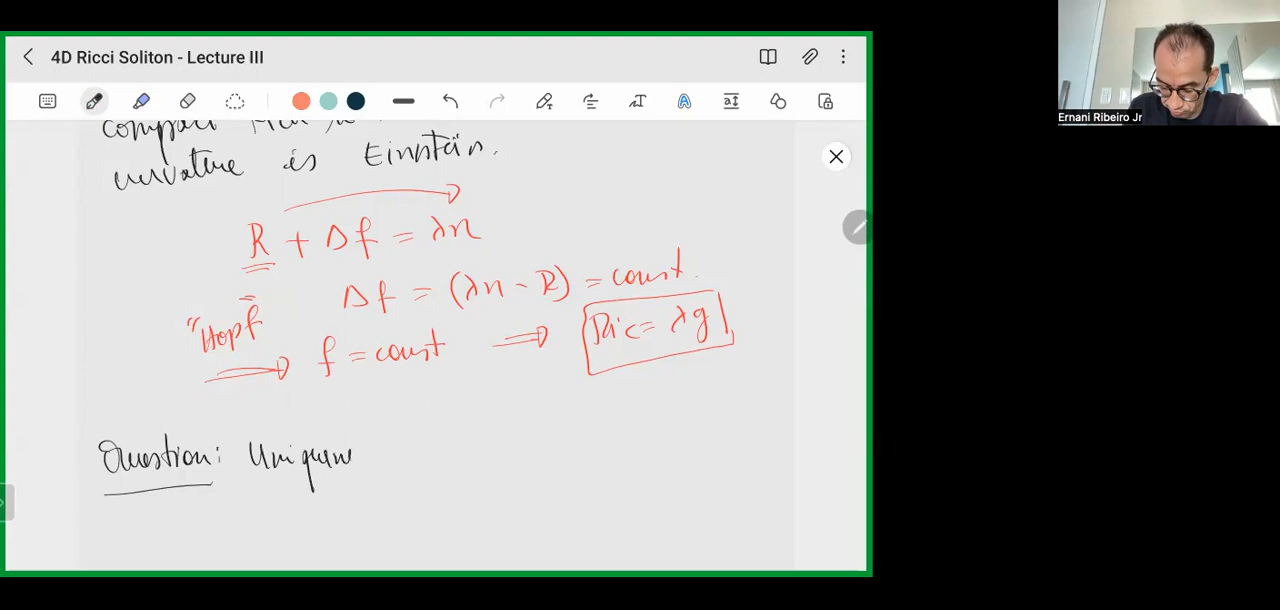 4D Ricci Soliton - Lecture III
Ernani Ribeiro Jr
compact
curvature is Einstein.
R + Δf = λn
Δf = (λn - R) = const.
"Hopf"
⟹ f = const ⟹ Ric = λg
Question: Uniquen